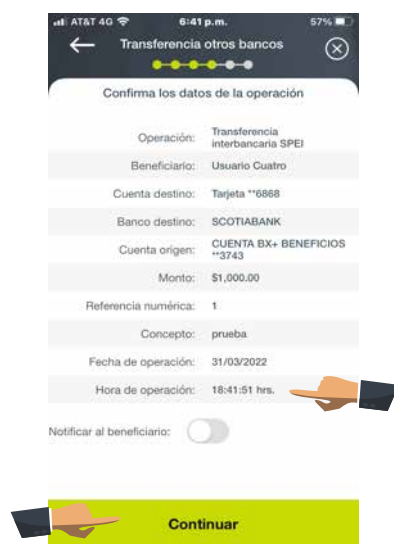 AT&T 4G 6:41 p.m. 57%
Transferencia otros bancos
Confirma los datos de la operación
Operación: Transferencia
interbancaria SPEI
Beneficiario: Usuario Cuatro
Cuenta destino: Tarjeta **6868
Banco destino: SCOTIABANK
Cuenta origen: CUENTA BX+ BENEFICIOS
**3743
Monto: $1,000.00
Referencia numérica: 1
Concepto: prueba
Fecha de operación: 31/03/2022
Hora de operación: 18:41:51 hrs.
Notificar al beneficiario:
Continuar